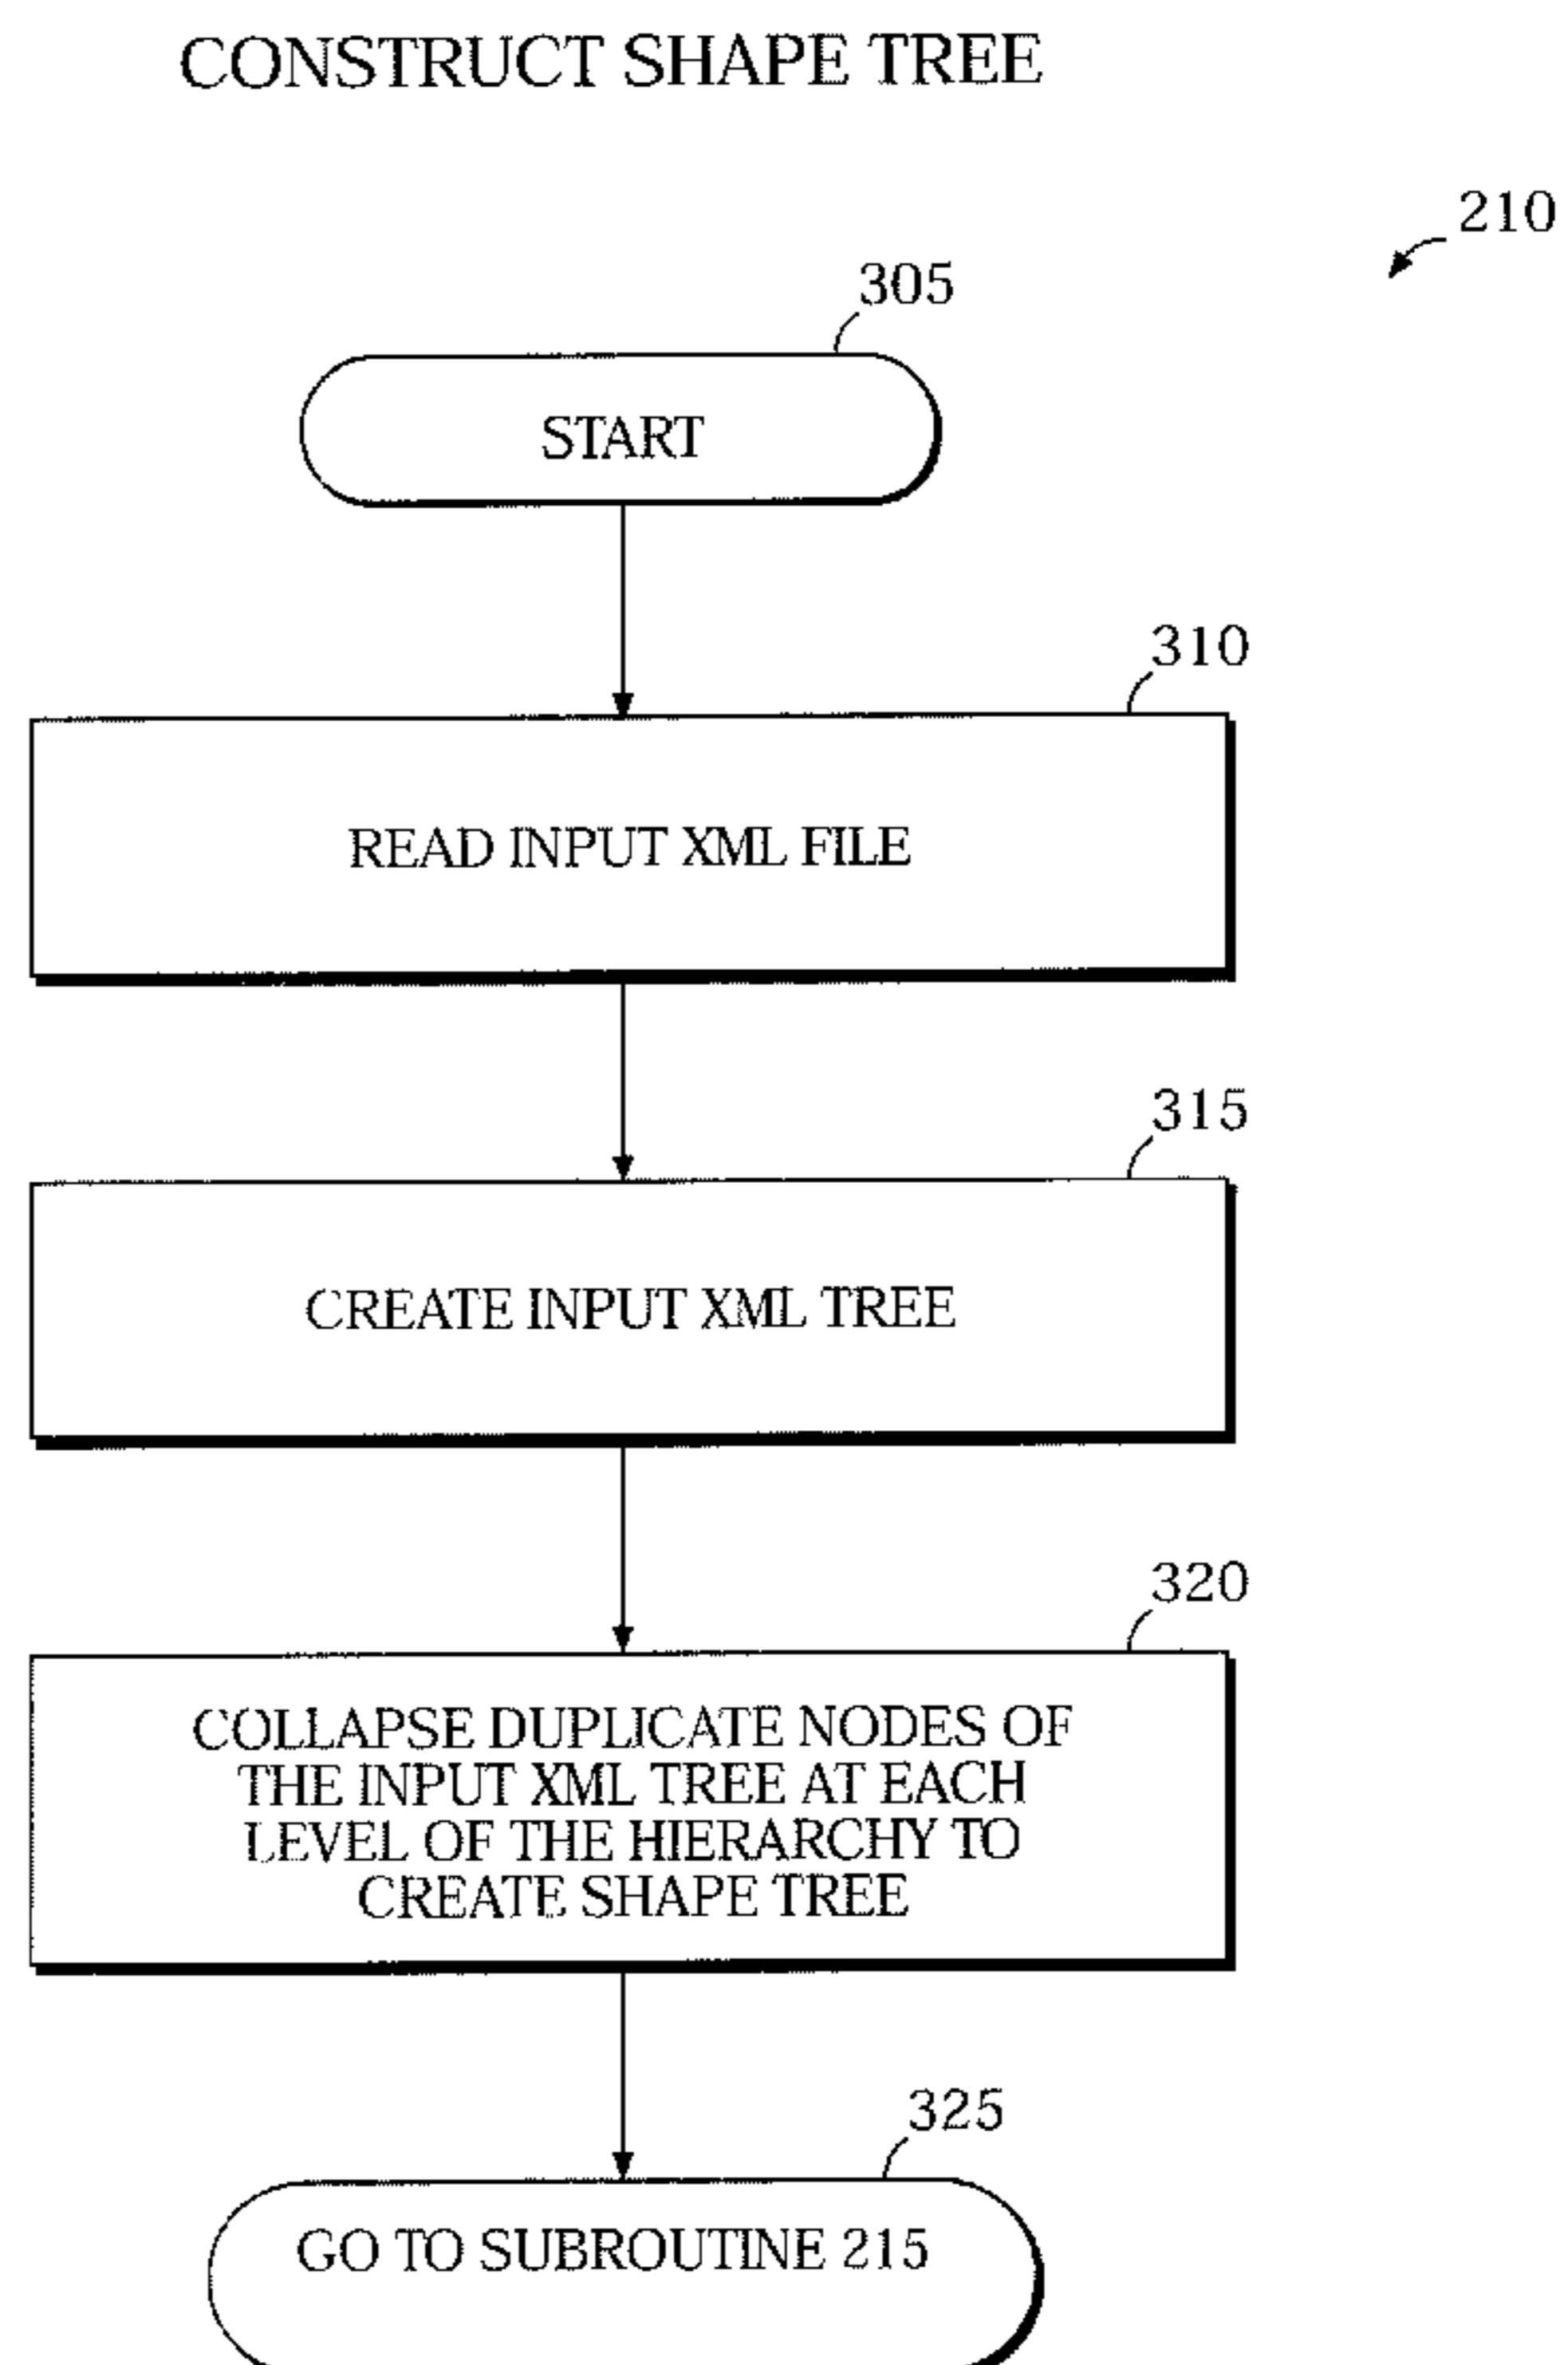 CONSTRUCT SHAPE TREE
210
305
START
310
READ INPUT XML FILE
315
CREATE INPUT XML TREE
320
COLLAPSE DUPLICATE NODES OF
THE INPUT XML TREE AT EACH
LEVEL OF THE HIERARCHY TO
CREATE SHAPE TREE
325
GO TO SUBROUTINE 215